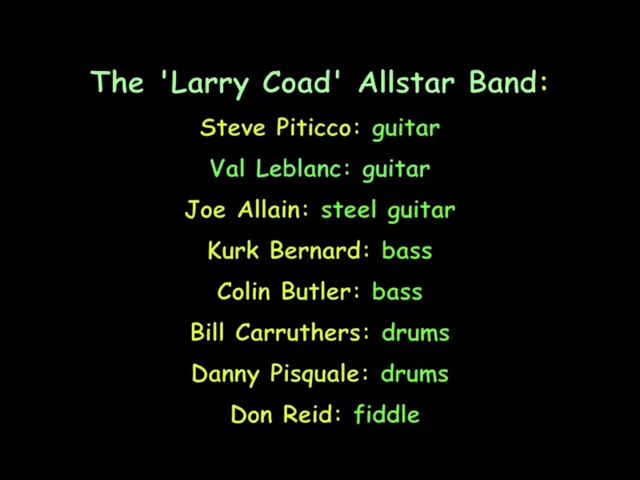 The 'Larry Coad' Allstar Band:
Steve Piticco: guitar
Val Leblanc: guitar
Joe Allain: steel guitar
Kurk Bernard: bass
Colin Butler: bass
Bill Carruthers: drums
Danny Pisquale: drums
Don Reid: fiddle